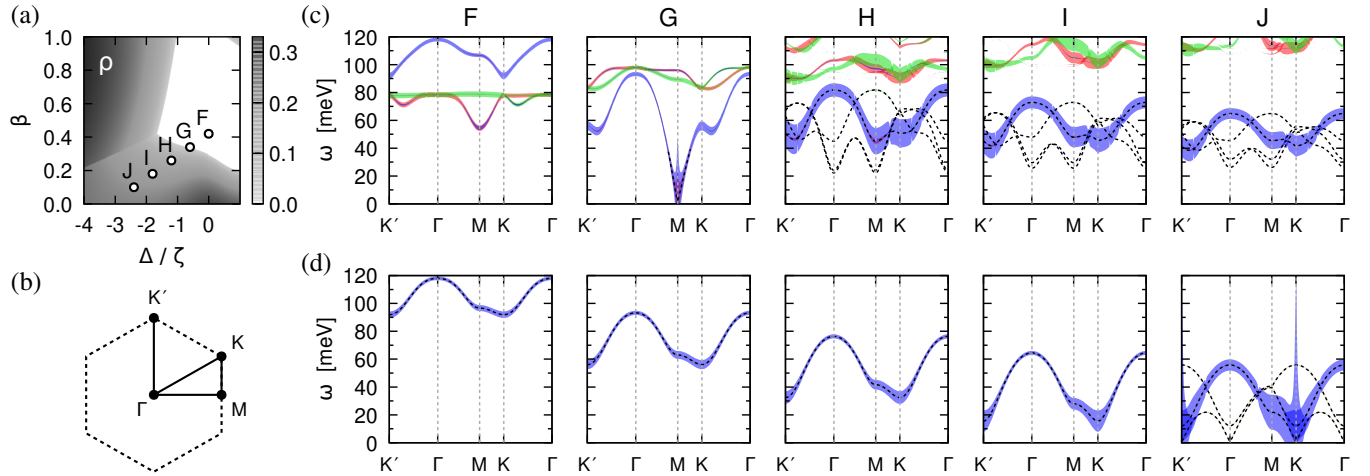 (a)
ρ
F
G
H
I
J
1.0
0.8
0.6
0.4
0.2
0.0
β
-4 -3 -2 -1 0
Δ / ζ
0.3
0.2
0.1
0.0
(b)
K′
K
Γ
M
(c)
F G H I J
120
100
80
60
40
20
0
ω [meV]
K′ Γ M K Γ
K′ Γ M K Γ
K′ Γ M K Γ
K′ Γ M K Γ
K′ Γ M K Γ
(d)
120
100
80
60
40
20
0
ω [meV]
K′ Γ M K Γ
K′ Γ M K Γ
K′ Γ M K Γ
K′ Γ M K Γ
K′ Γ M K Γ